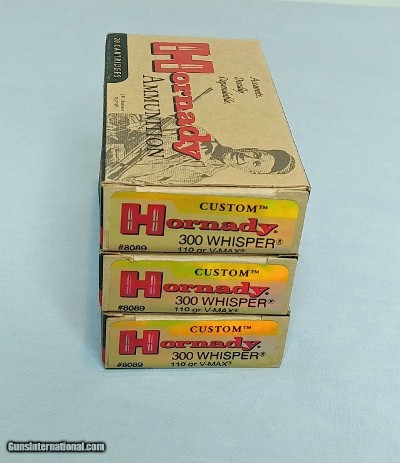 20 CARTRIDGES
Hornady
AMMUNITION
Accurate,
Deadly,
Dependable.
CUSTOM™
Hornady®
300 WHISPER®
#8089
110 gr V-MAX®
CUSTOM™
Hornady®
300 WHISPER®
#8089
110 gr V-MAX®
CUSTOM™
Hornady®
300 WHISPER®
#8089
110 gr V-MAX®
GunsInternational.com